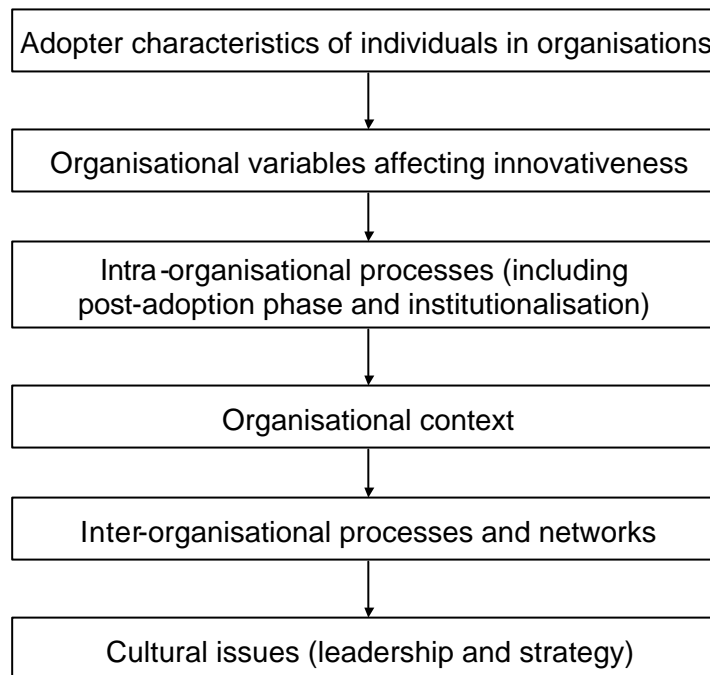 Adopter characteristics of individuals in organisations
Organisational variables affecting innovativeness
Intra-organisational processes (including
post-adoption phase and institutionalisation)
Organisational context
Inter-organisational processes and networks
Cultural issues (leadership and strategy)